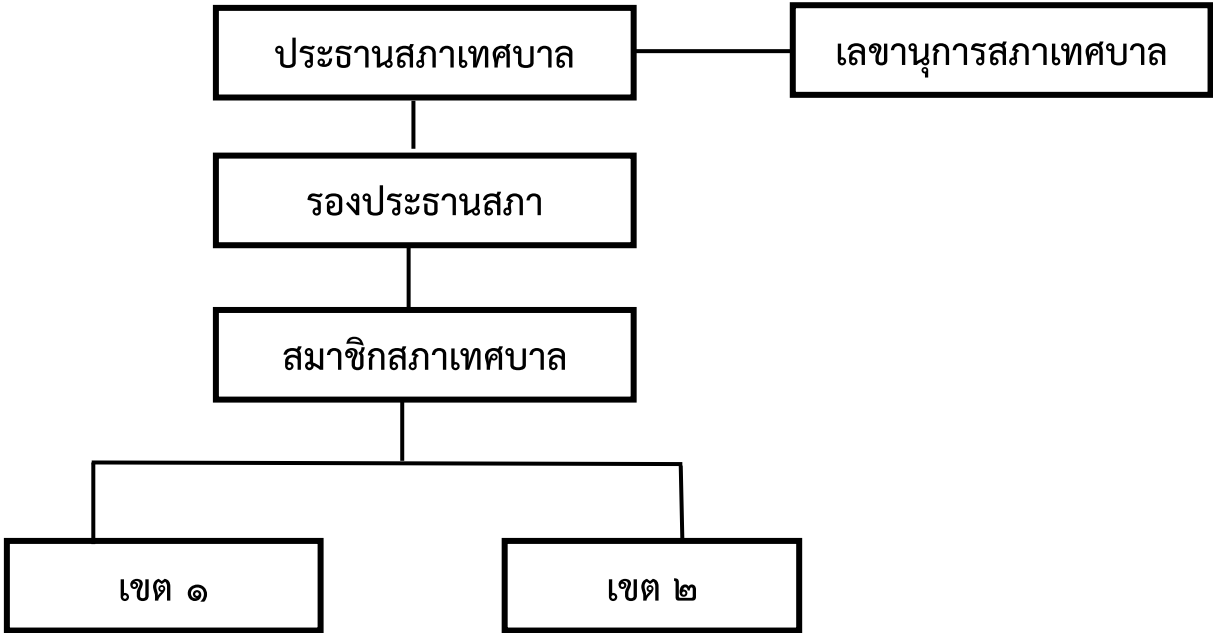 ประธานสภาเทศบาล
เลขานุการสภาเทศบาล
รองประธานสภา
สมาชิกสภาเทศบาล
เขต ๑
เขต ๒